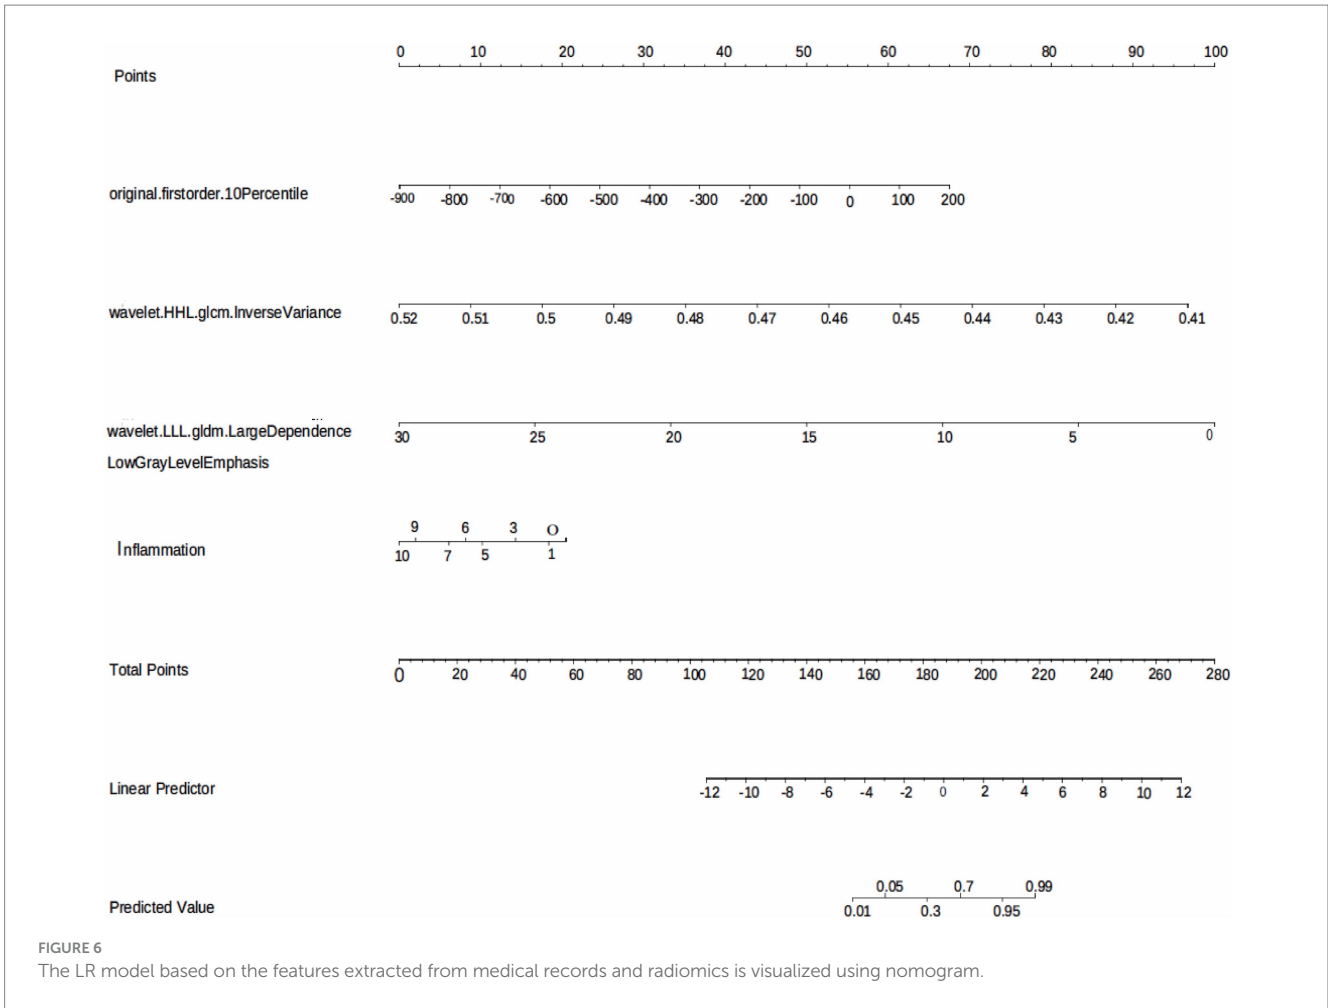 0 10 20 30 40 50 60 70 80 90 100
Points
original.firstorder.10Percentile
-900 -800 -700 -600 -500 -400 -300 -200 -100 0 100 200
wavelet.HHL.glcm.InverseVariance
0.52 0.51 0.5 0.49 0.48 0.47 0.46 0.45 0.44 0.43 0.42 0.41
wavelet.LLL.gldm.LargeDependence
30 25 20 15 10 5 0
LowGrayLevelEmphasis
9 6 3 O
Inflammation
10 7 5 1
Total Points
0 20 40 60 80 100 120 140 160 180 200 220 240 260 280
Linear Predictor
-12 -10 -8 -6 -4 -2 0 2 4 6 8 10 12
0.05 0.7 0.99
Predicted Value
0.01 0.3 0.95
FIGURE 6
The LR model based on the features extracted from medical records and radiomics is visualized using nomogram.